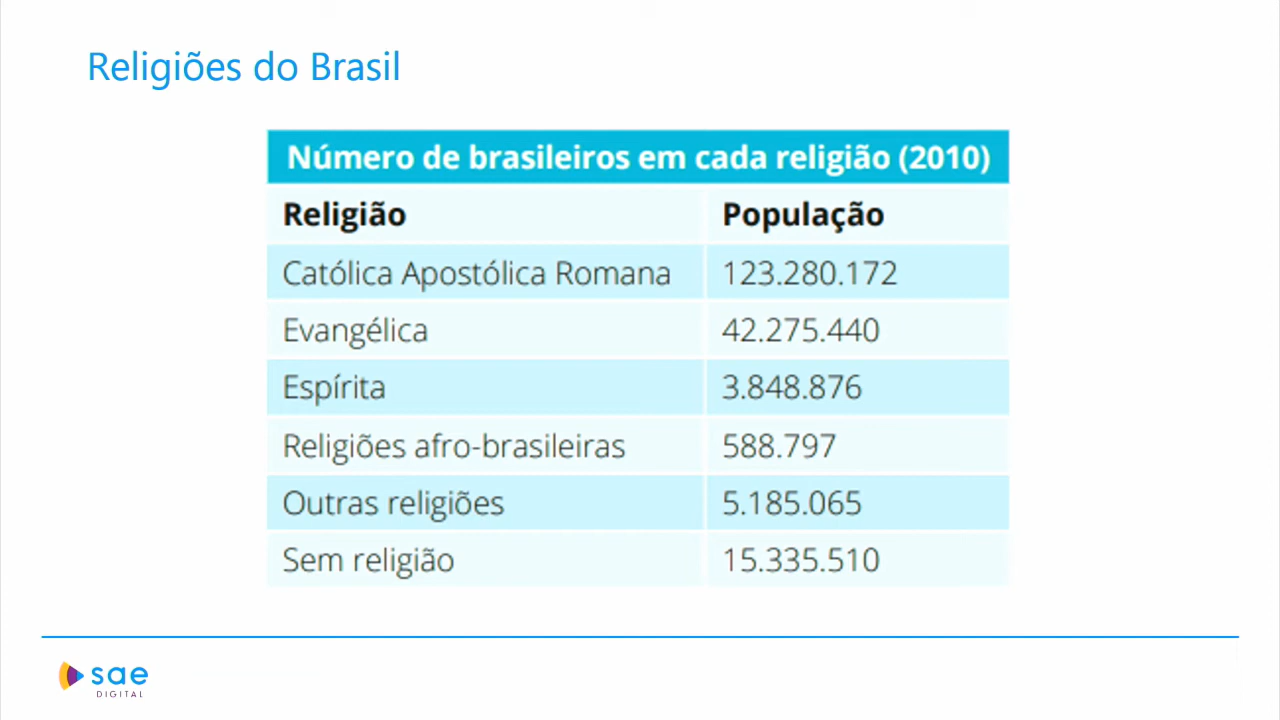 Religiões do Brasil
Número de brasileiros em cada religião (2010)
Religião População
Católica Apostólica Romana 123.280.172
Evangélica 42.275.440
Espírita 3.848.876
Religiões afro-brasileiras 588.797
Outras religiões 5.185.065
Sem religião 15.335.510
sae
DIGITAL